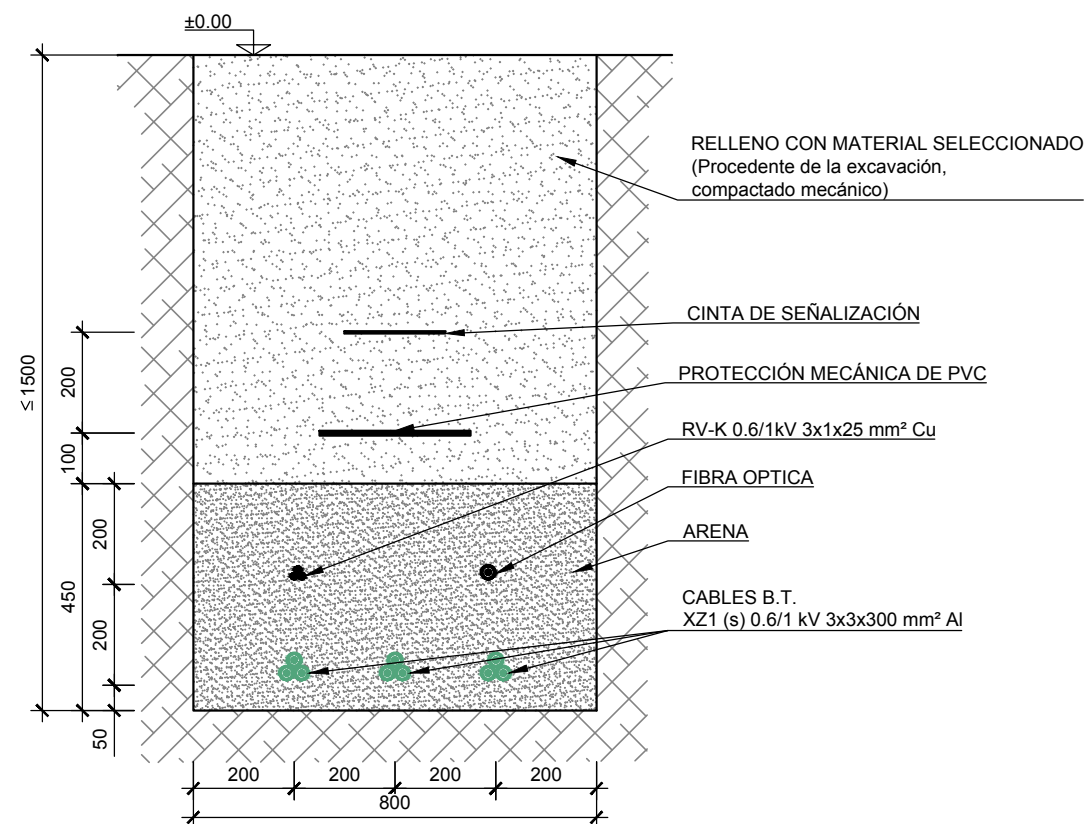 ±0.00
RELLENO CON MATERIAL SELECCIONADO
(Procedente de la excavación,
compactado mecánico)
CINTA DE SEÑALIZACIÓN
PROTECCIÓN MECÁNICA DE PVC
RV-K 0.6/1kV 3x1x25 mm² Cu
FIBRA OPTICA
ARENA
CABLES B.T.
XZ1 (s) 0.6/1 kV 3x3x300 mm² Al
≤ 1500
200
100
450
200
200
50
200
200
200
200
800